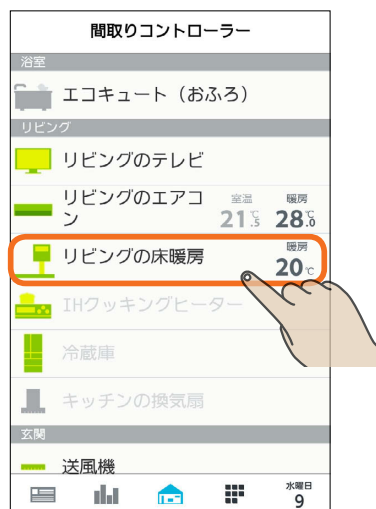 間取りコントローラー
浴室
エコキュート（おふろ）
リビング
リビングのテレビ
リビングのエアコ
ン
室温
21.5℃
暖房
28.0℃
リビングの床暖房
暖房
20℃
IHクッキングヒーター
冷蔵庫
キッチンの換気扇
玄関
送風機
水曜日
9